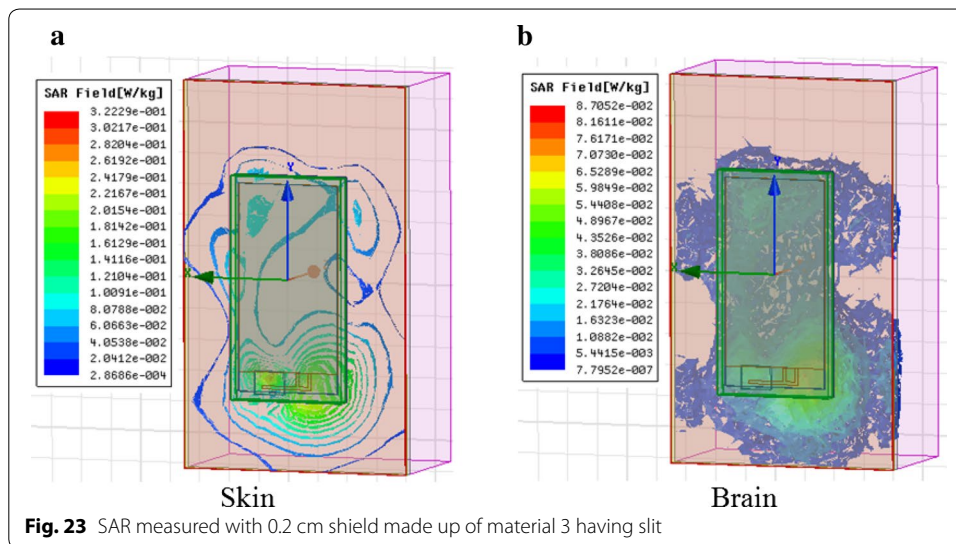 a
SAR Field[W/kg]
3.2229e-001
3.0217e-001
2.8204e-001
2.6192e-001
2.4179e-001
2.2167e-001
2.0154e-001
1.8142e-001
1.6129e-001
1.4116e-001
1.2104e-001
1.0091e-001
8.0788e-002
6.0663e-002
4.0538e-002
2.0412e-002
2.8686e-004
Y
X
Skin
b
SAR Field[W/kg]
8.7052e-002
8.1611e-002
7.6171e-002
7.0730e-002
6.5289e-002
5.9849e-002
5.4408e-002
4.8967e-002
4.3526e-002
3.8086e-002
3.2645e-002
2.7204e-002
2.1764e-002
1.6323e-002
1.0882e-002
5.4415e-003
7.7952e-007
Y
X
Brain
Fig. 23 SAR measured with 0.2 cm shield made up of material 3 having slit